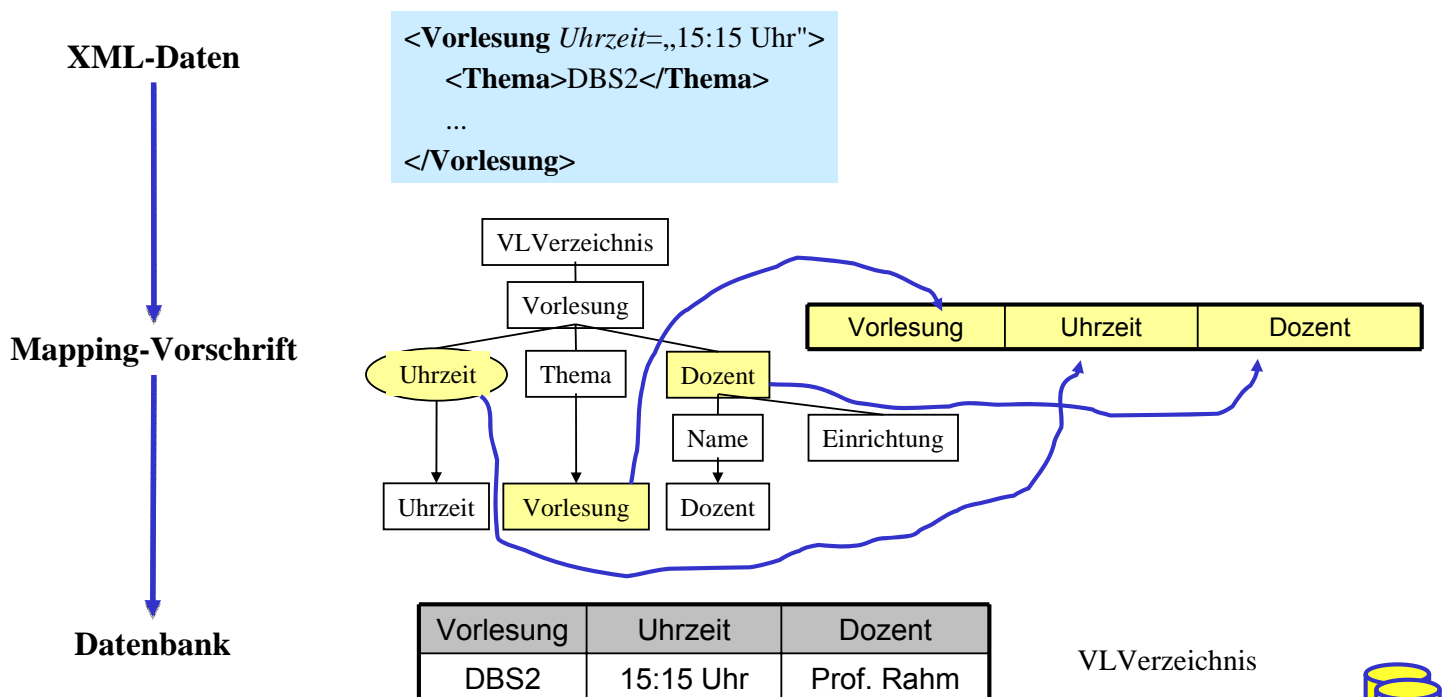 XML-Daten
<Vorlesung Uhrzeit=„15:15 Uhr">
<Thema>DBS2</Thema>
...
</Vorlesung>
VLVerzeichnis
Vorlesung
Vorlesung Uhrzeit Dozent
Mapping-Vorschrift
Uhrzeit Thema Dozent
Name Einrichtung
Uhrzeit Vorlesung Dozent
Datenbank
Vorlesung Uhrzeit Dozent
DBS2 15:15 Uhr Prof. Rahm
VLVerzeichnis